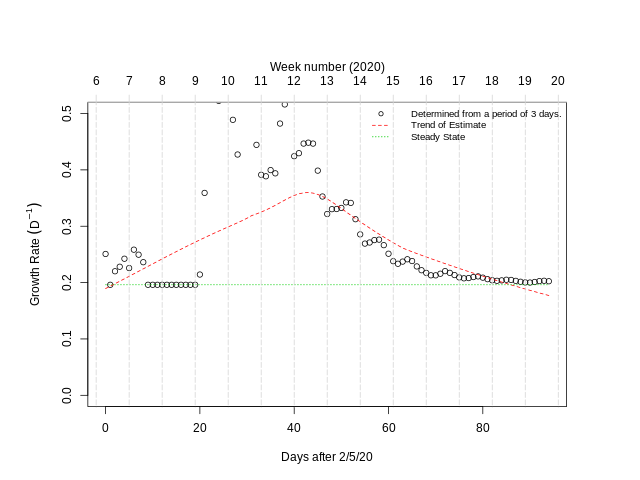 Week number (2020)
6 7 8 9 10 11 12 13 14 15 16 17 18 19 20
Determined from a period of 3 days.
Trend of Estimate
Steady State
0.5
0.4
0.3
0.2
0.1
0.0
Growth Rate (D⁻¹)
0 20 40 60 80
Days after 2/5/20